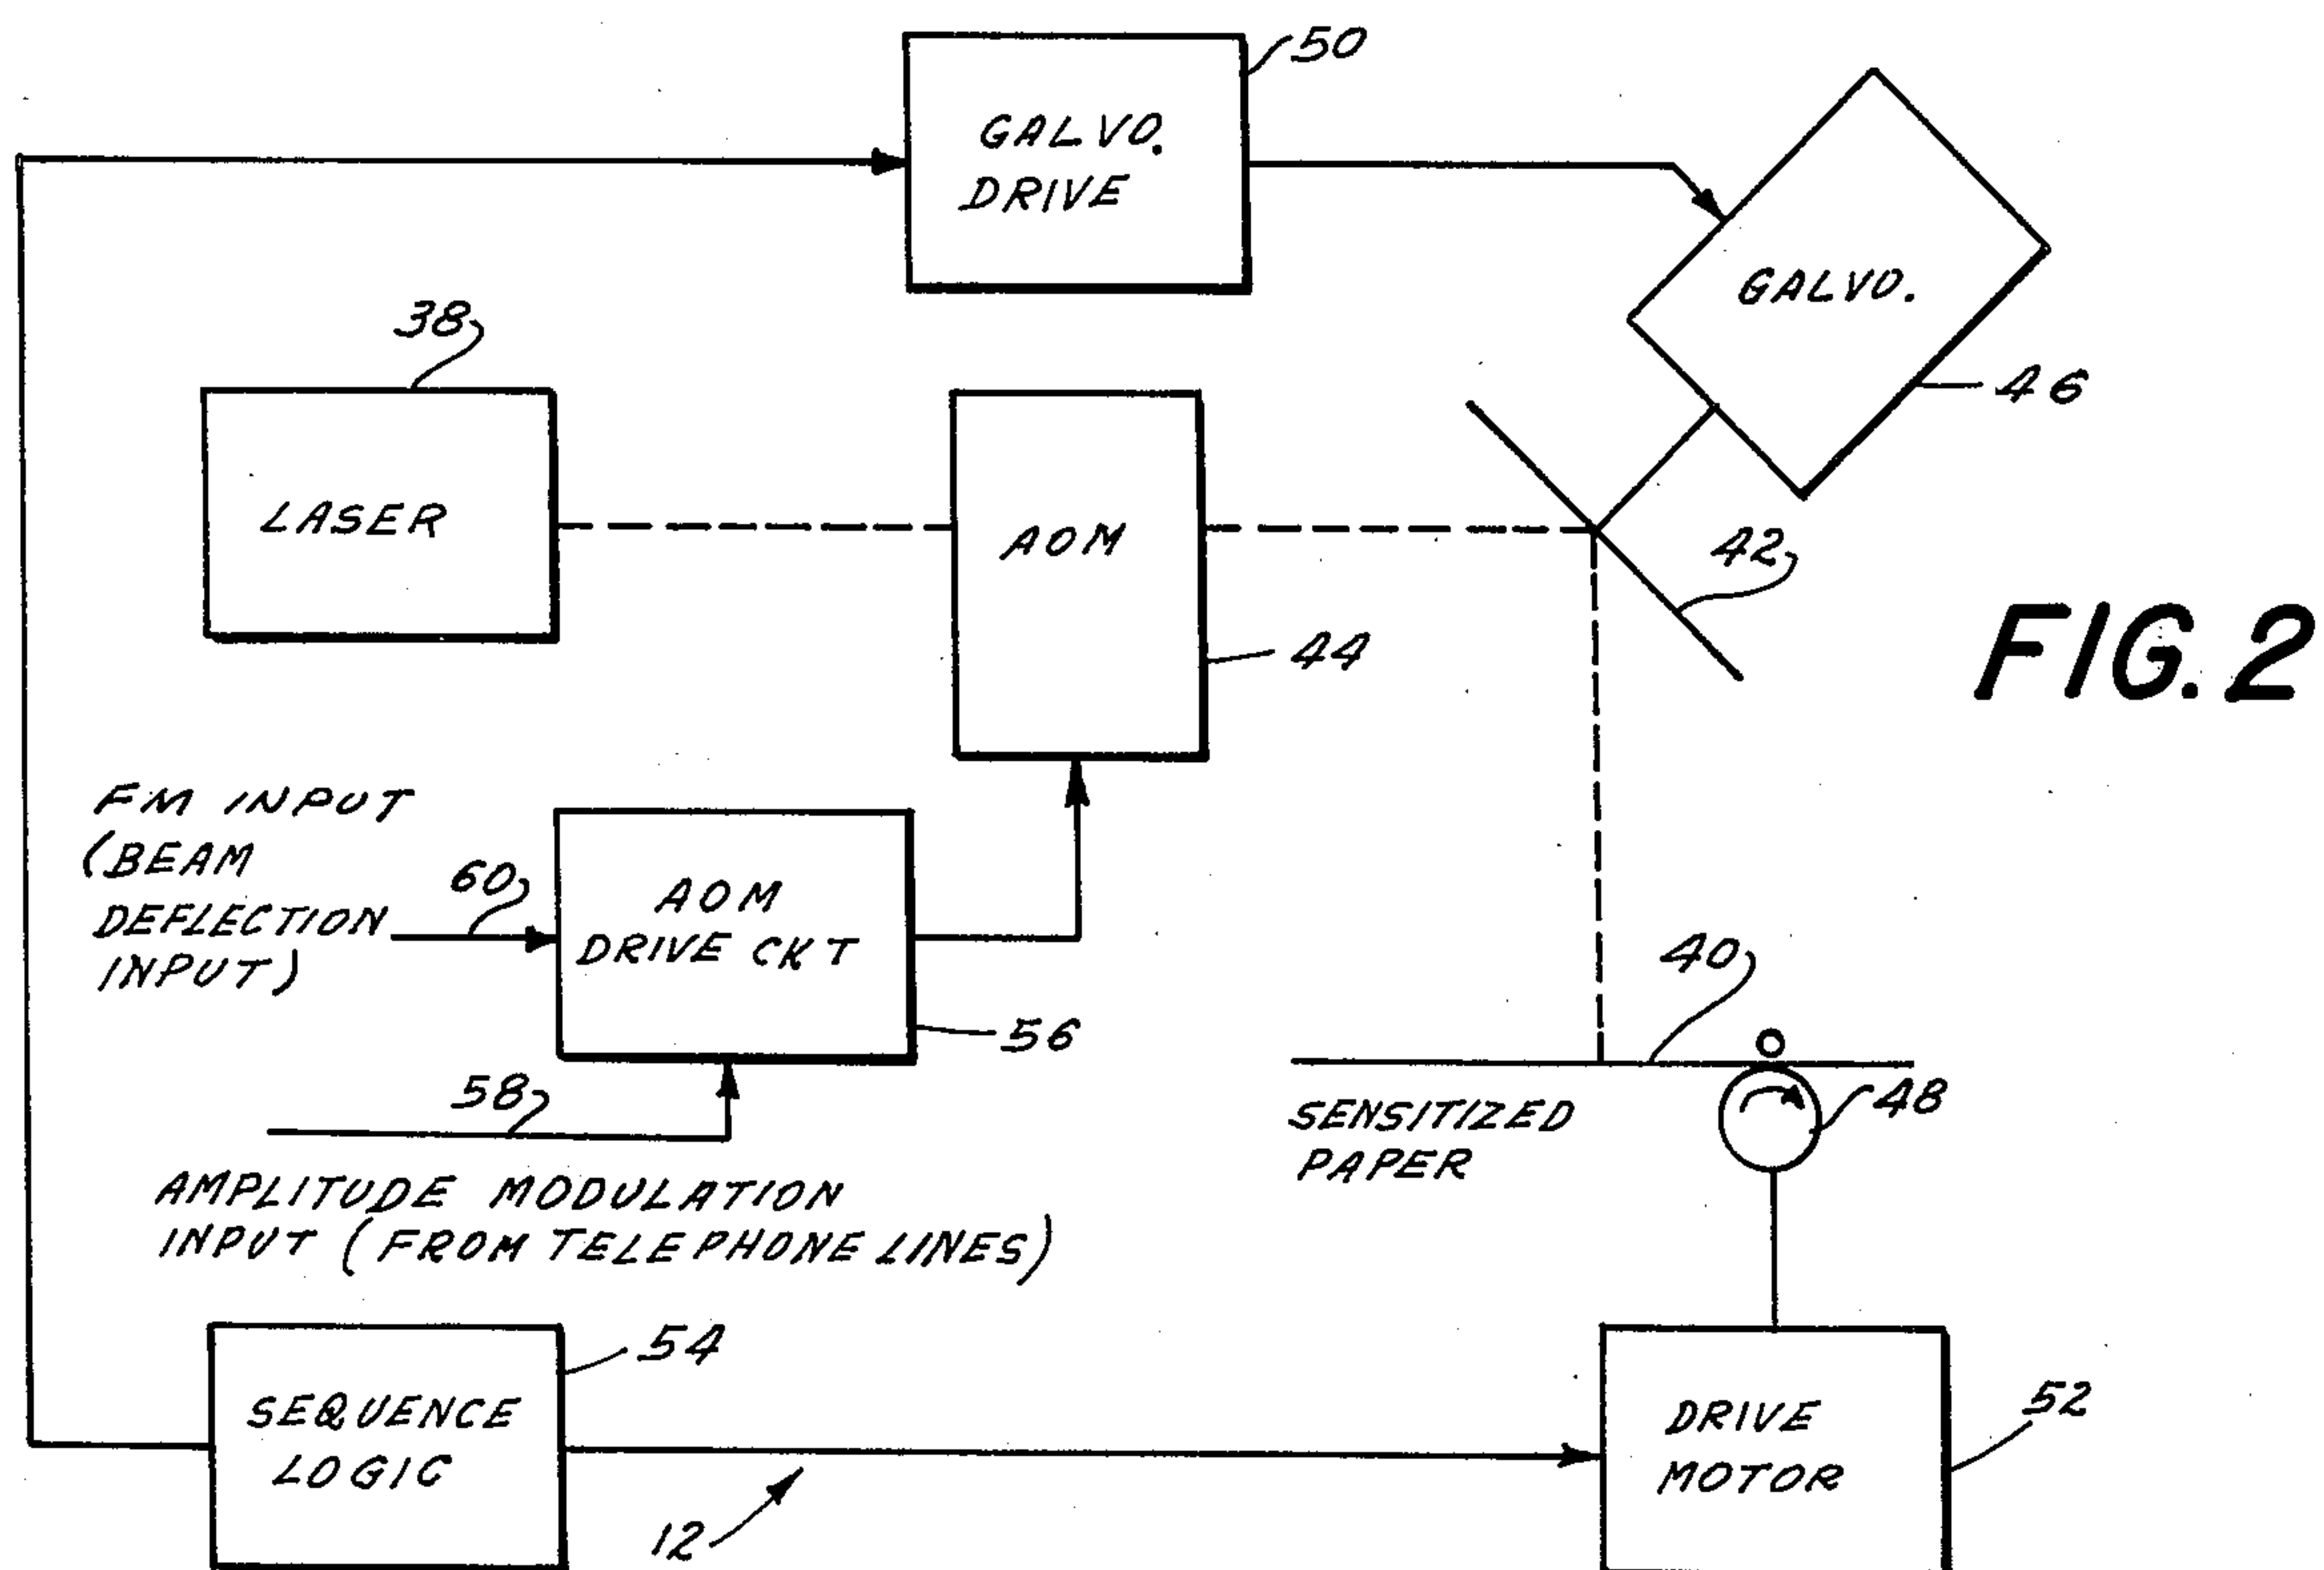 50
GALVO.
DRIVE
GALVO.
38
46
LASER
AOM
42
44
FIG. 2
FM INPUT
(BEAM
DEFLECTION
INPUT)
60
AOM
DRIVE CKT
56
40
58
48
SENSITIZED
PAPER
AMPLITUDE MODULATION
INPUT (FROM TELEPHONE LINES)
54
SEQUENCE
LOGIC
52
DRIVE
MOTOR
12